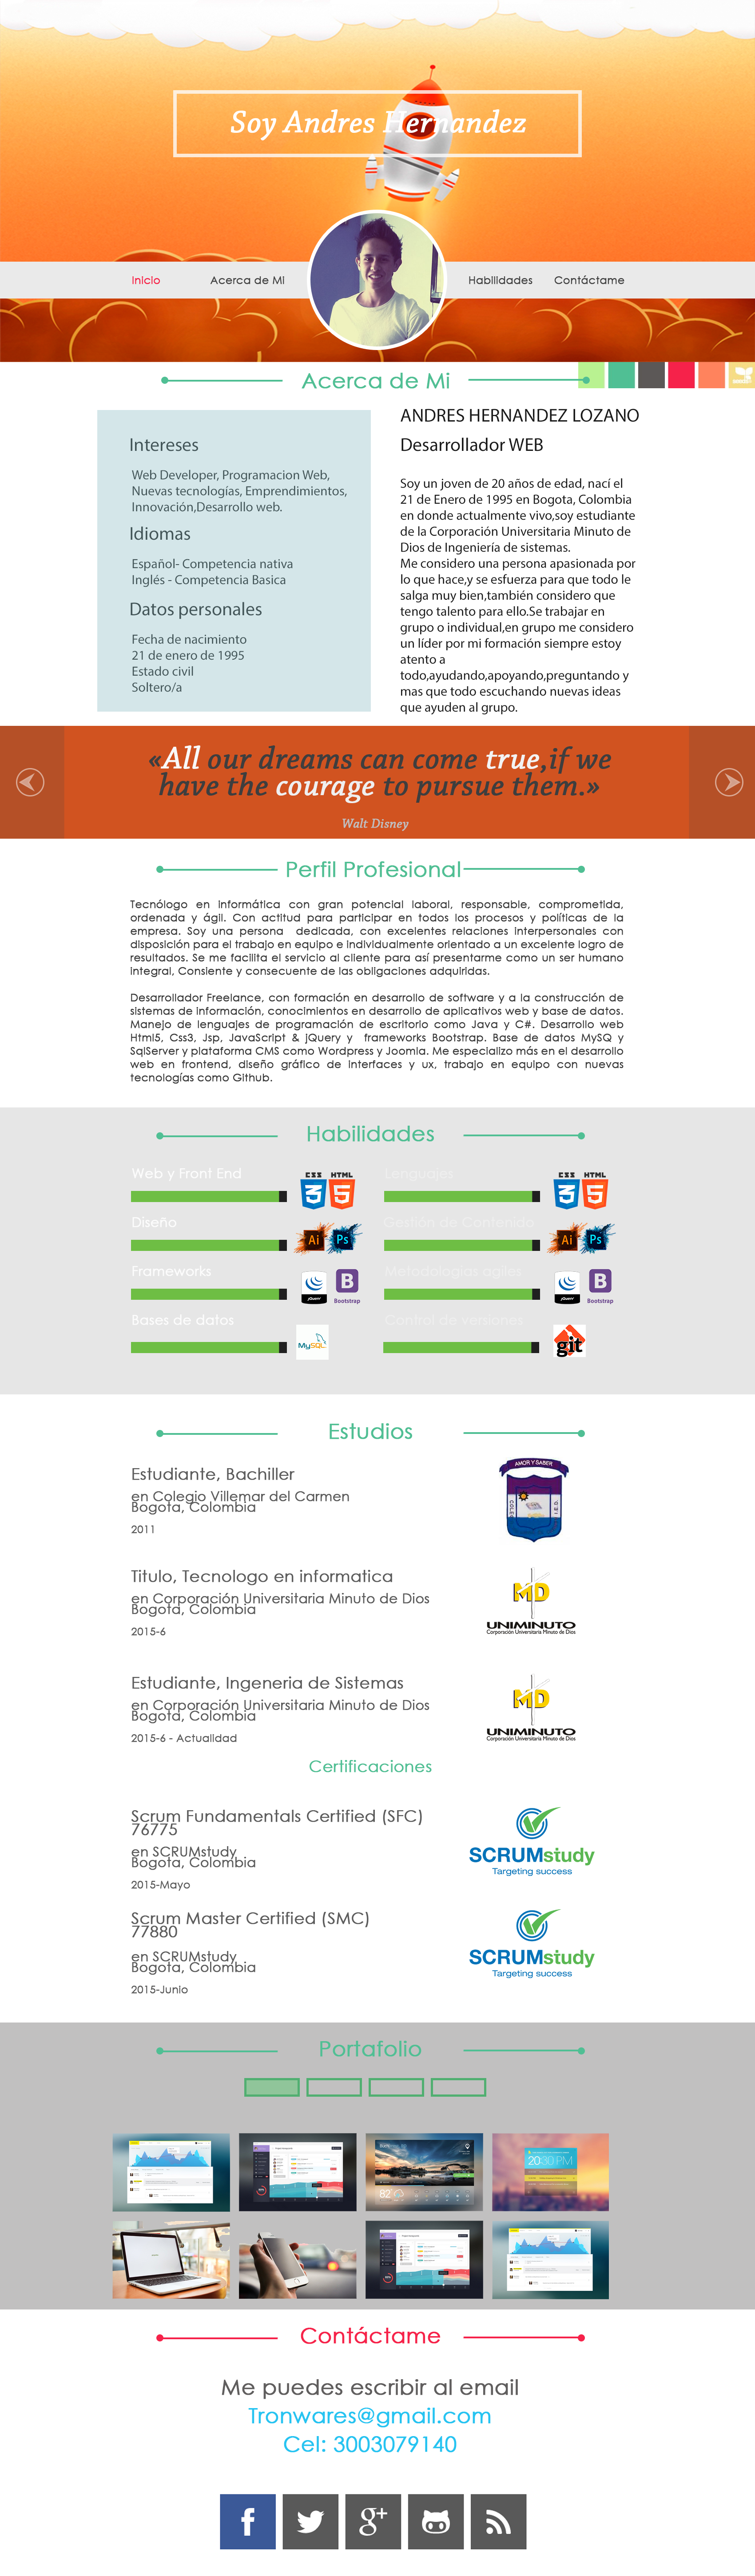 Soy Andres Hernandez
Inicio
Acerca de Mi
Habilidades
Contáctame
Acerca de Mi
Intereses
Web Developer, Programacion Web,
Nuevas tecnologías, Emprendimientos,
Innovación,Desarrollo web.
Idiomas
Español- Competencia nativa
Inglés - Competencia Basica
Datos personales
Fecha de nacimiento
21 de enero de 1995
Estado civil
Soltero/a
ANDRES HERNANDEZ LOZANO
Desarrollador WEB
Soy un joven de 20 años de edad, nací el
21 de Enero de 1995 en Bogota, Colombia
en donde actualmente vivo,soy estudiante
de la Corporación Universitaria Minuto de
Dios de Ingeniería de sistemas.
Me considero una persona apasionada por
lo que hace,y se esfuerza para que todo le
salga muy bien,también considero que
tengo talento para ello.Se trabajar en
grupo o individual,en grupo me considero
un líder por mi formación siempre estoy
atento a
todo,ayudando,apoyando,preguntando y
mas que todo escuchando nuevas ideas
que ayuden al grupo.
«All our dreams can come true,if we
have the courage to pursue them.»
Walt Disney
Perfil Profesional
Tecnólogo en informática con gran potencial laboral, responsable, comprometida,
ordenada y ágil. Con actitud para participar en todos los procesos y políticas de la
empresa. Soy una persona dedicada, con excelentes relaciones interpersonales con
disposición para el trabajo en equipo e individualmente orientado a un excelente logro de
resultados. Se me facilita el servicio al cliente para así presentarme como un ser humano
integral, Consiente y consecuente de las obligaciones adquiridas.
Desarrollador Freelance, con formación en desarrollo de software y a la construcción de
sistemas de información, conocimientos en desarrollo de aplicativos web y base de datos.
Manejo de lenguajes de programación de escritorio como Java y C#. Desarrollo web
Html5, Css3, Jsp, JavaScript & jQuery y frameworks Bootstrap. Base de datos MySQ y
SqlServer y plataforma CMS como Wordpress y Joomla. Me especializo más en el desarrollo
web en frontend, diseño gráfico de interfaces y ux, trabajo en equipo con nuevas
tecnologías como Github.
Habilidades
Web y Front End
CSS HTML
3 5
Lenguajes
CSS HTML
3 5
Diseño
Ai Ps
Gestión de Contenido
Ai Ps
Frameworks
jQuery
B
Bootstrap
Metodologías agiles
jQuery
B
Bootstrap
Bases de datos
MySQL
Control de versiones
git
Estudios
Estudiante, Bachiller
en Colegio Villemar del Carmen
Bogota, Colombia
2011
AMOR Y SABER
COL.
I.E.D.
Titulo, Tecnologo en informatica
en Corporación Universitaria Minuto de Dios
Bogota, Colombia
2015-6
MD
UNIMINUTO
Corporación Universitaria Minuto de Dios
Estudiante, Ingeneria de Sistemas
en Corporación Universitaria Minuto de Dios
Bogota, Colombia
2015-6 - Actualidad
MD
UNIMINUTO
Corporación Universitaria Minuto de Dios
Certificaciones
Scrum Fundamentals Certified (SFC)
76775
en SCRUMstudy
Bogota, Colombia
2015-Mayo
SCRUMstudy
Targeting success
Scrum Master Certified (SMC)
77880
en SCRUMstudy
Bogota, Colombia
2015-Junio
SCRUMstudy
Targeting success
Portafolio
82°
20:30 PM
Contáctame
Me puedes escribir al email
Tronwares@gmail.com
Cel: 3003079140
f
g+